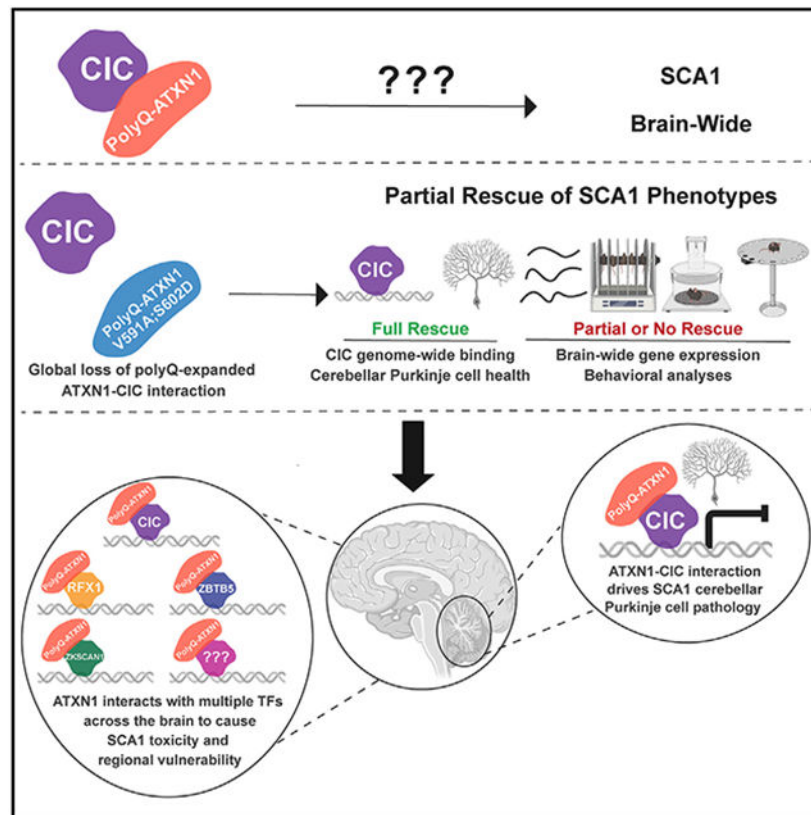 CIC
PolyQ-ATXN1
???
SCA1
Brain-Wide
CIC
PolyQ-ATXN1
V591A;S602D
Global loss of polyQ-expanded
ATXN1-CIC interaction
Partial Rescue of SCA1 Phenotypes
CIC
Full Rescue
CIC genome-wide binding
Cerebellar Purkinje cell health
Partial or No Rescue
Brain-wide gene expression
Behavioral analyses
PolyQ-ATXN1
CIC
PolyQ-ATXN1
RFX1
PolyQ-ATXN1
ZBTB5
PolyQ-ATXN1
ZKSCAN1
PolyQ-ATXN1
???
ATXN1 interacts with multiple TFs
across the brain to cause
SCA1 toxicity and
regional vulnerability
PolyQ-ATXN1
CIC
ATXN1-CIC interaction
drives SCA1 cerebellar
Purkinje cell pathology